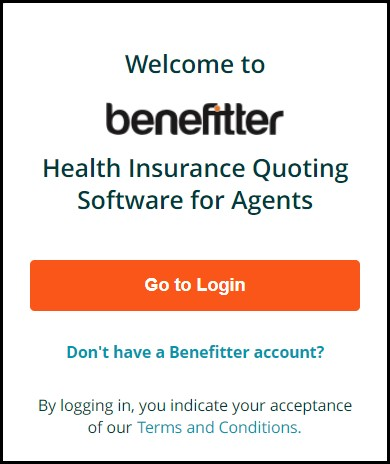 Welcome to
benefitter
Health Insurance Quoting
Software for Agents
Go to Login
Don't have a Benefitter account?
By logging in, you indicate your acceptance
of our Terms and Conditions.